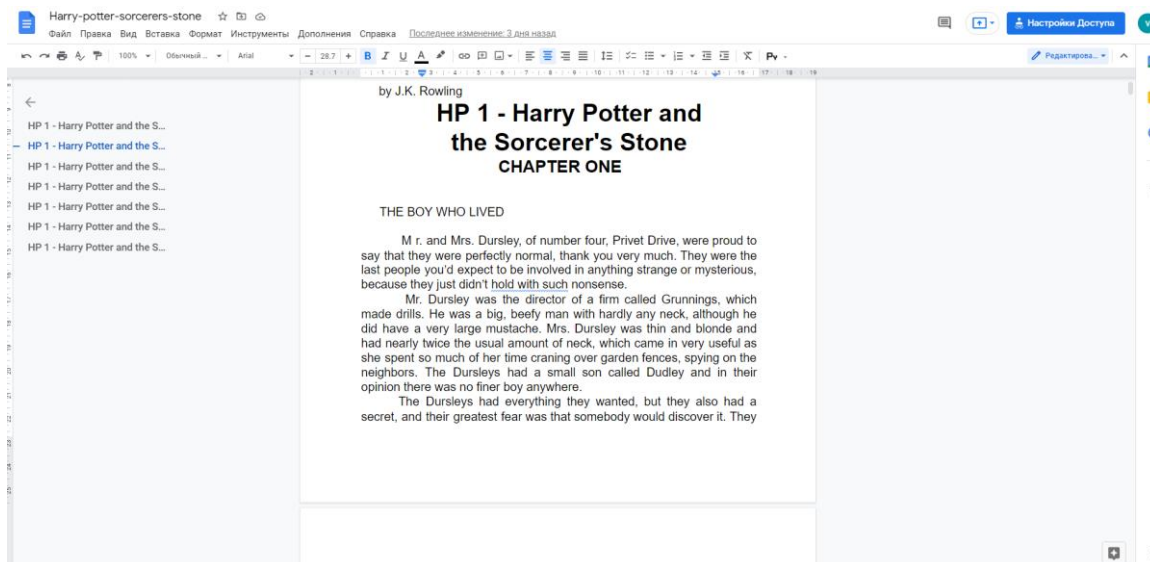 Harry-potter-sorcerers-stone
Файл Правка Вид Вставка Формат Инструменты Дополнения Справка Последнее изменение: 3 дня назад
Настройки Доступа
100% Обычный ... Arial − 28.7 + B I U A Редактирова...
by J.K. Rowling
HP 1 - Harry Potter and
the Sorcerer's Stone
CHAPTER ONE
THE BOY WHO LIVED
M r. and Mrs. Dursley, of number four, Privet Drive, were proud to
say that they were perfectly normal, thank you very much. They were the
last people you'd expect to be involved in anything strange or mysterious,
because they just didn't hold with such nonsense.
Mr. Dursley was the director of a firm called Grunnings, which
made drills. He was a big, beefy man with hardly any neck, although he
did have a very large mustache. Mrs. Dursley was thin and blonde and
had nearly twice the usual amount of neck, which came in very useful as
she spent so much of her time craning over garden fences, spying on the
neighbors. The Dursleys had a small son called Dudley and in their
opinion there was no finer boy anywhere.
The Dursleys had everything they wanted, but they also had a
secret, and their greatest fear was that somebody would discover it. They
HP 1 - Harry Potter and the S...
HP 1 - Harry Potter and the S...
HP 1 - Harry Potter and the S...
HP 1 - Harry Potter and the S...
HP 1 - Harry Potter and the S...
HP 1 - Harry Potter and the S...
HP 1 - Harry Potter and the S...